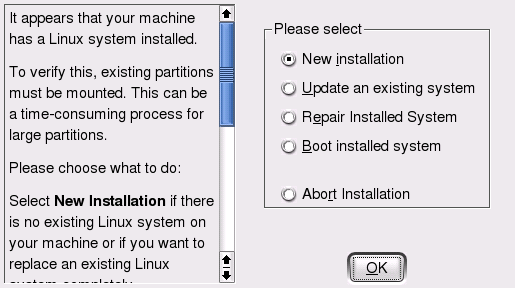 It appears that your machine
has a Linux system installed.
To verify this, existing partitions
must be mounted. This can be
a time-consuming process for
large partitions.
Please choose what to do:
Select New Installation if there
is no existing Linux system on
your machine or if you want to
replace an existing Linux
system completely
Please select
New installation
Update an existing system
Repair Installed System
Boot installed system
Abort Installation
OK